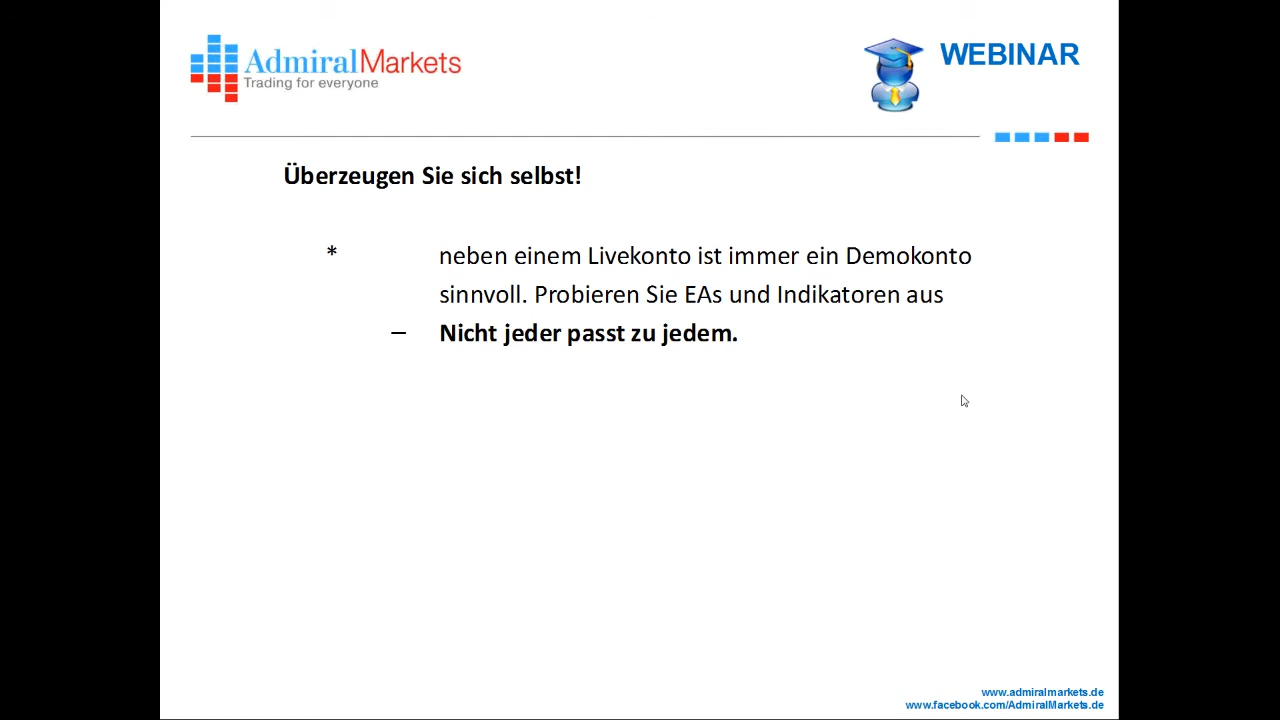 AdmiralMarkets
Trading for everyone
WEBINAR
Überzeugen Sie sich selbst!
* neben einem Livekonto ist immer ein Demokonto
sinnvoll. Probieren Sie EAs und Indikatoren aus
– Nicht jeder passt zu jedem.
www.admiralmarkets.de
www.facebook.com/AdmiralMarkets.de